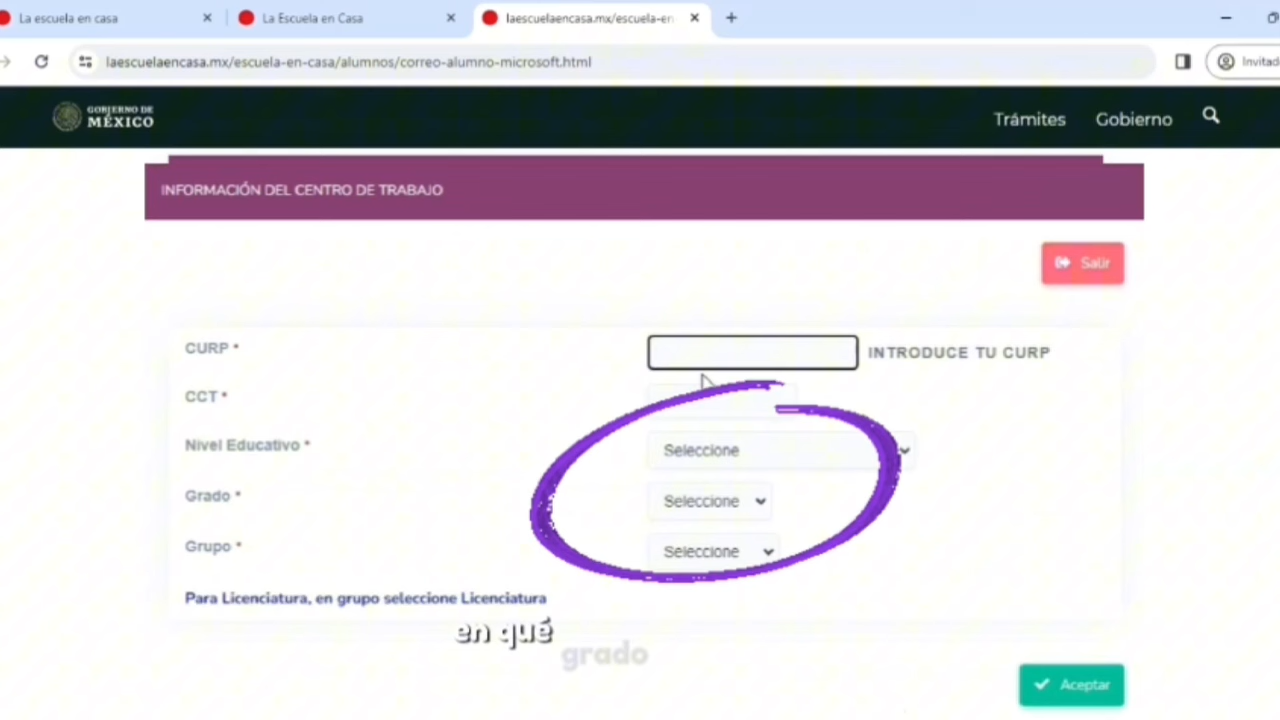 La escuela en casa
La Escuela en Casa
laescuelaencasa.mx/escuela-en
laescuelaencasa.mx/escuela-en-casa/alumnos/correo-alumno-microsoft.html
Invitad
GOBIERNO DE
MÉXICO
Trámites
Gobierno
INFORMACIÓN DEL CENTRO DE TRABAJO
Salir
CURP *
INTRODUCE TU CURP
CCT *
Nivel Educativo *
Seleccione
Grado *
Seleccione
Grupo *
Seleccione
Para Licenciatura, en grupo seleccione Licenciatura
en qué
grado
Aceptar